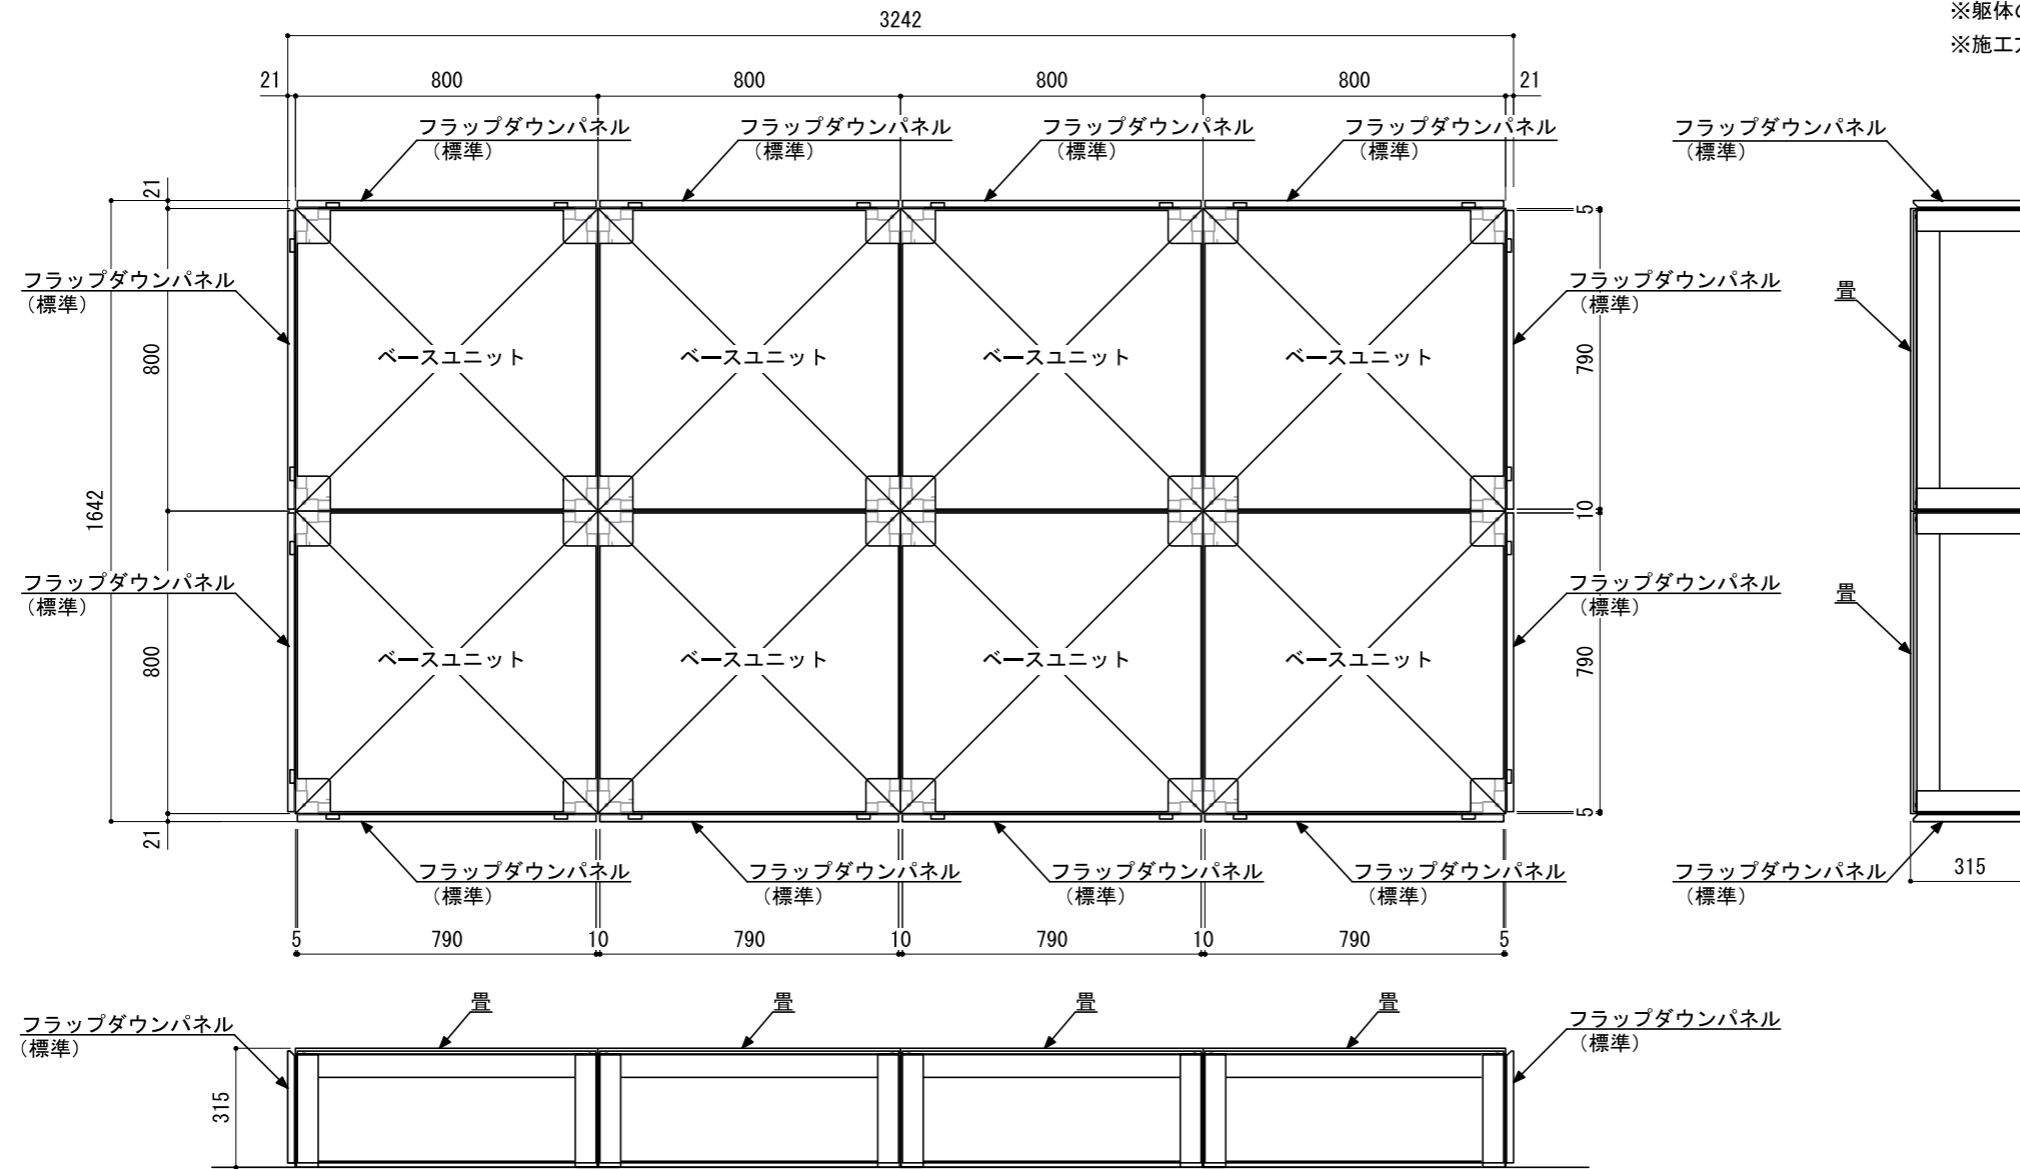 ※躯体
※施工
3242
21 800 800 800 800 21
フラップダウンパネル フラップダウンパネル フラップダウンパネル フラップダウンパネル フラップダウンパネル
(標準) (標準) (標準) (標準) (標準)
21 5
フラップダウンパネル フラップダウンパネル 畳
(標準) (標準)
800 ベースユニット ベースユニット ベースユニット ベースユニット 790
1642 10
フラップダウンパネル フラップダウンパネル 畳
(標準) (標準)
800 ベースユニット ベースユニット ベースユニット ベースユニット 790
21 5
フラップダウンパネル フラップダウンパネル フラップダウンパネル フラップダウンパネル フラップダウンパネル 315
(標準) (標準) (標準) (標準) (標準)
5 790 10 790 10 790 10 790 5
畳 畳 畳 畳
フラップダウンパネル フラップダウンパネル
(標準) (標準)
315